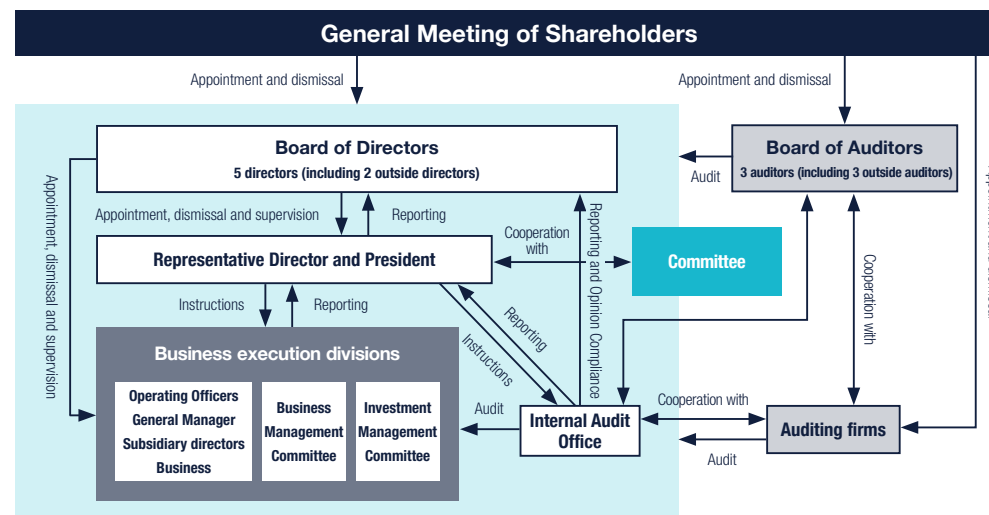 General Meeting of Shareholders
Appointment and dismissal
Appointment and dismissal
Board of Directors
5 directors (including 2 outside directors)
Board of Auditors
3 auditors (including 3 outside auditors)
Audit
Appointment, dismissal and supervision
Appointment, dismissal and supervision
Reporting
Reporting and Opinion Compliance
Cooperation
with
Committee
Representative Director and President
Instructions
Reporting
Reporting
Instructions
Cooperation with
Business execution divisions
Operating Officers
General Manager
Subsidiary directors
Business
Business
Management
Committee
Investment
Management
Committee
Audit
Internal Audit
Office
Cooperation with
Audit
Auditing firms